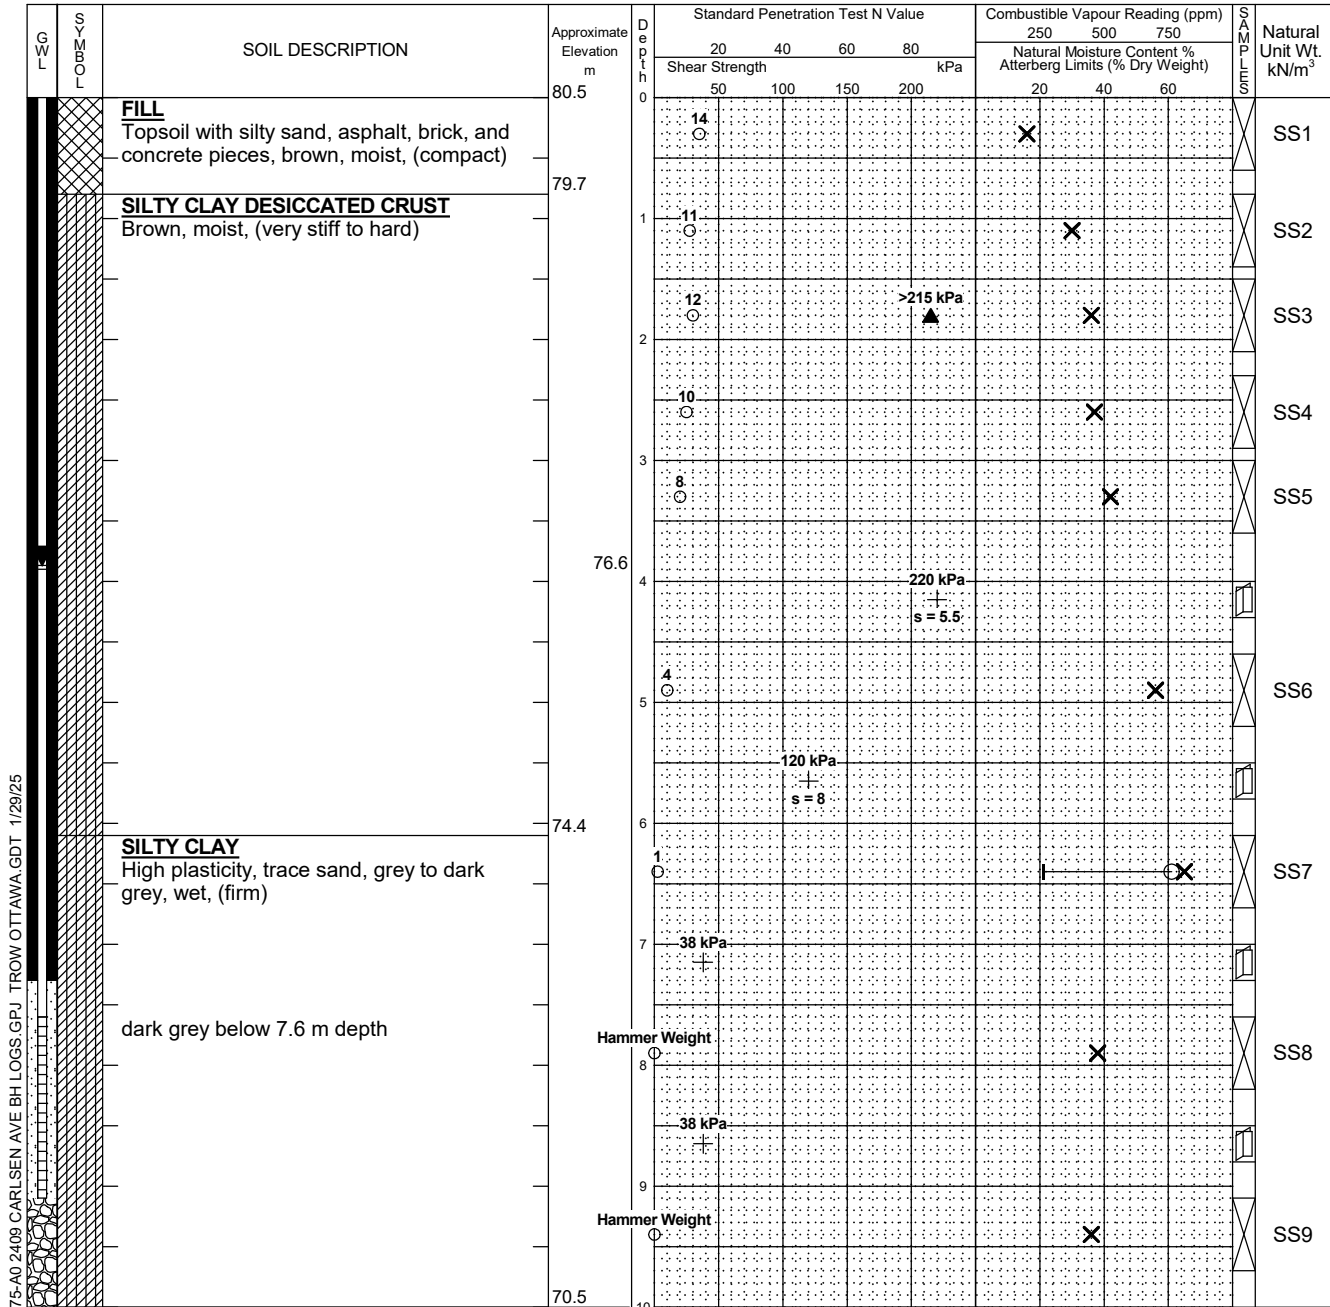 GWL
SYMBOL
SOIL DESCRIPTION
Approximate
Elevation
m
80.5
Depth
Standard Penetration Test N Value
20 40 60 80
Shear Strength kPa
50 100 150 200
Combustible Vapour Reading (ppm)
250 500 750
Natural Moisture Content %
Atterberg Limits (% Dry Weight)
20 40 60
SAMPLES
Natural
Unit Wt.
kN/m³
0
FILL
Topsoil with silty sand, asphalt, brick, and
concrete pieces, brown, moist, (compact)
14
SS1
79.7
SILTY CLAY DESICCATED CRUST
Brown, moist, (very stiff to hard)
1
11
SS2
12
>215 kPa
SS3
2
10
SS4
3
8
SS5
76.6
4
220 kPa
s = 5.5
4
SS6
5
120 kPa
s = 8
74.4
6
SILTY CLAY
High plasticity, trace sand, grey to dark
grey, wet, (firm)
1
SS7
7
38 kPa
dark grey below 7.6 m depth
Hammer Weight
SS8
8
38 kPa
9
Hammer Weight
SS9
70.5
10
75-A0 2409 CARLSEN AVE BH LOGS.GPJ TROW OTTAWA.GDT 1/29/25